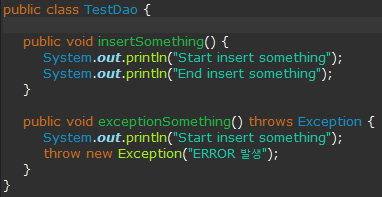 public class TestDao {
public void insertSomething() {
System.out.println("Start insert something");
System.out.println("End insert something");
}
public void exceptionSomething() throws Exception {
System.out.println("Start insert something");
throw new Exception("ERROR 발생");
}
}